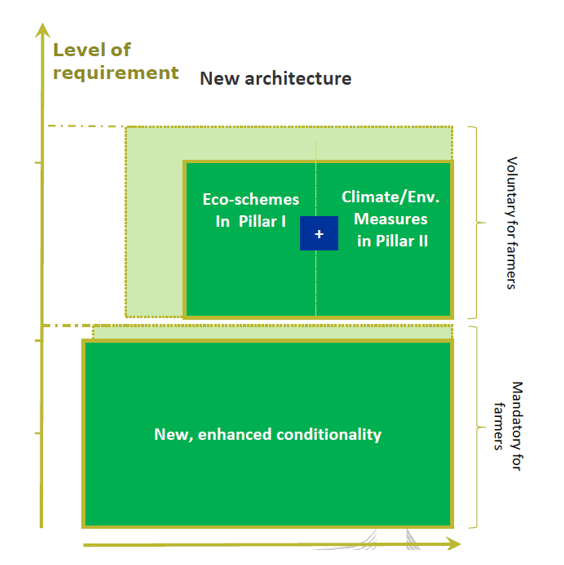 Level of
requirement
New architecture
Eco-schemes
In Pillar I
+
Climate/Env.
Measures
in Pillar II
Voluntary for farmers
New, enhanced conditionality
Mandatory for
farmers